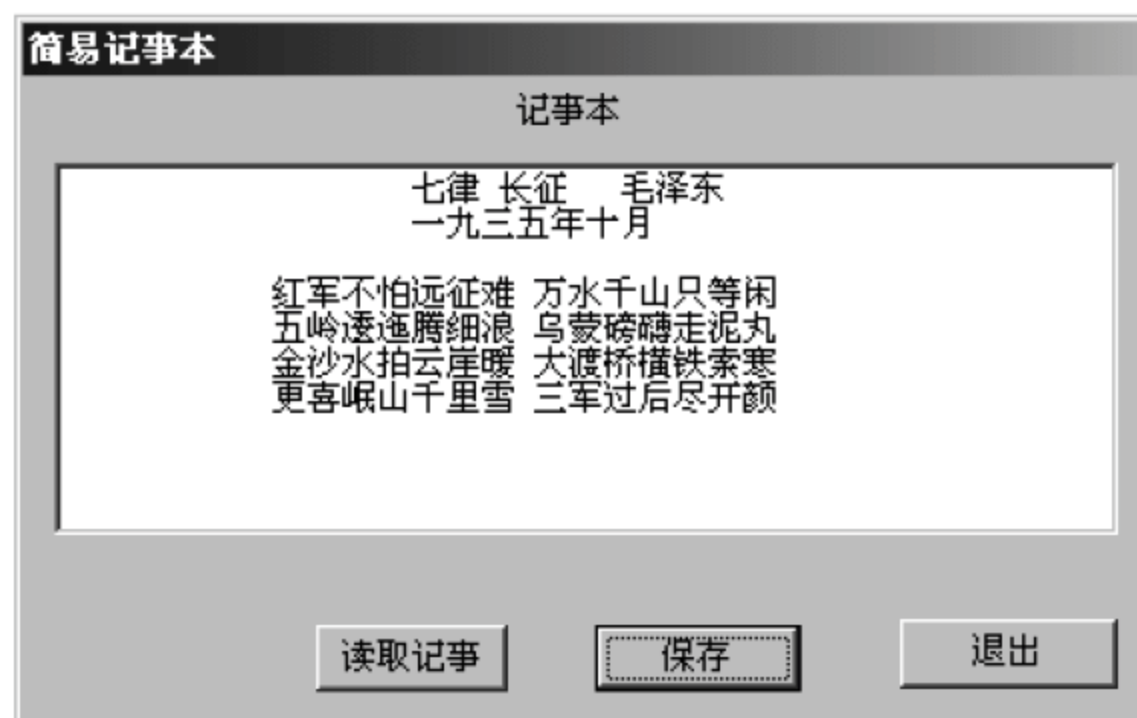 简易记事本
记事本
七律 长征 毛泽东
一九三五年十月
红军不怕远征难 万水千山只等闲
五岭逶迤腾细浪 乌蒙磅礴走泥丸
金沙水拍云崖暖 大渡桥横铁索寒
更喜岷山千里雪 三军过后尽开颜
读取记事 保存 退出